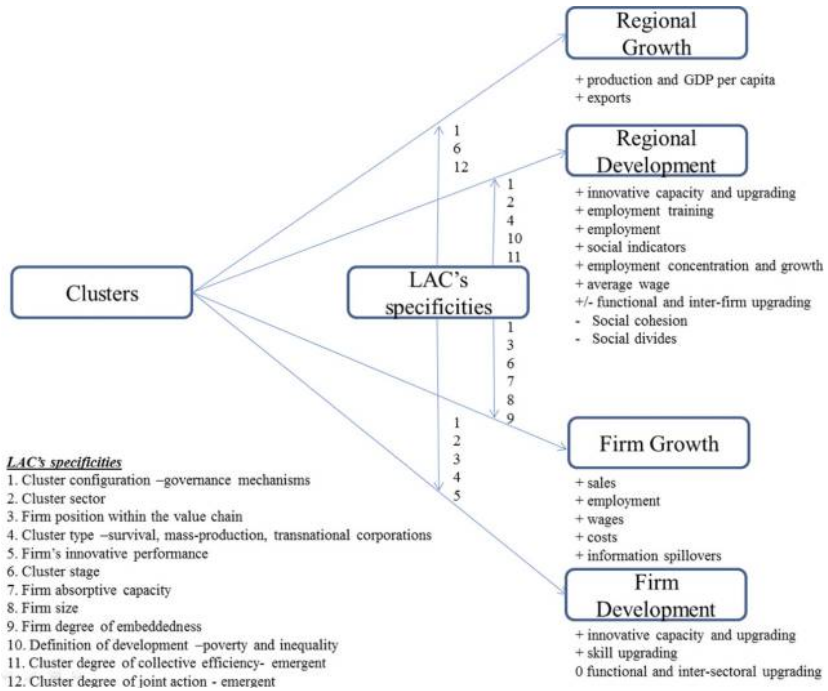 Regional
Growth
+ production and GDP per capita
+ exports
1
6
12
Regional
Development
+ innovative capacity and upgrading
+ employment training
+ employment
+ social indicators
+ employment concentration and growth
+ average wage
+/- functional and inter-firm upgrading
- Social cohesion
- Social divides
1
2
4
10
11
Clusters
LAC's
specificities
1
3
6
7
8
9
1
2
3
4
5
Firm Growth
+ sales
+ employment
+ wages
+ costs
+ information spillovers
Firm
Development
+ innovative capacity and upgrading
+ skill upgrading
0 functional and inter-sectoral upgrading
LAC's specificities
1. Cluster configuration –governance mechanisms
2. Cluster sector
3. Firm position within the value chain
4. Cluster type –survival, mass-production, transnational corporations
5. Firm's innovative performance
6. Cluster stage
7. Firm absorptive capacity
8. Firm size
9. Firm degree of embeddedness
10. Definition of development –poverty and inequality
11. Cluster degree of collective efficiency- emergent
12. Cluster degree of joint action - emergent